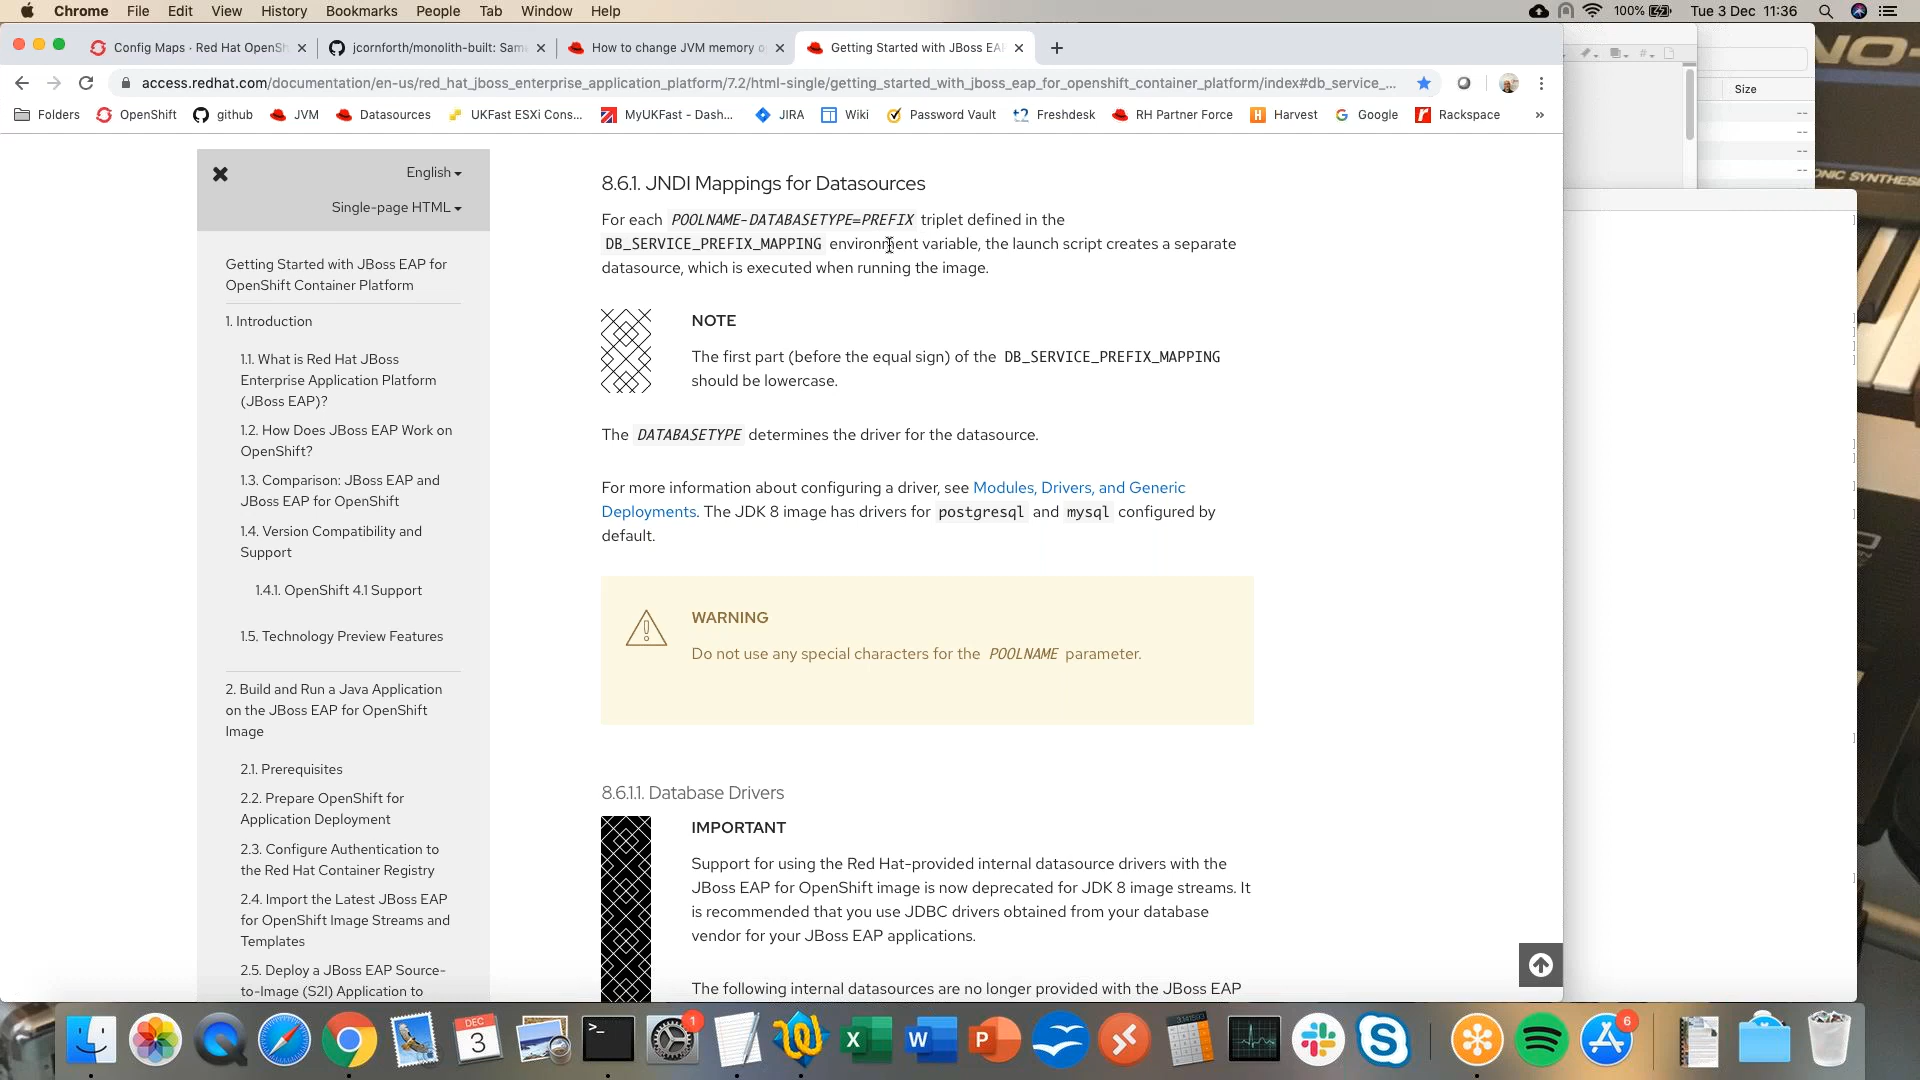 Chrome File Edit View History Bookmarks People Tab Window Help 100% Tue 3 Dec 11:36
Config Maps · Red Hat OpenSh jcornforth/monolith-built: Sam How to change JVM memory o Getting Started with JBoss EA
access.redhat.com/documentation/en-us/red_hat_jboss_enterprise_application_platform/7.2/html-single/getting_started_with_jboss_eap_for_openshift_container_platform/index#db_service_...
Folders OpenShift github JVM Datasources UKFast ESXi Cons... MyUKFast - Dash... JIRA Wiki Password Vault Freshdesk RH Partner Force Harvest Google Rackspace »
Size
English
Single-page HTML
Getting Started with JBoss EAP for
OpenShift Container Platform
1. Introduction
1.1. What is Red Hat JBoss
Enterprise Application Platform
(JBoss EAP)?
1.2. How Does JBoss EAP Work on
OpenShift?
1.3. Comparison: JBoss EAP and
JBoss EAP for OpenShift
1.4. Version Compatibility and
Support
1.4.1. OpenShift 4.1 Support
1.5. Technology Preview Features
2. Build and Run a Java Application
on the JBoss EAP for OpenShift
Image
2.1. Prerequisites
2.2. Prepare OpenShift for
Application Deployment
2.3. Configure Authentication to
the Red Hat Container Registry
2.4. Import the Latest JBoss EAP
for OpenShift Image Streams and
Templates
2.5. Deploy a JBoss EAP Source-
to-Image (S2I) Application to
8.6.1. JNDI Mappings for Datasources
For each POOLNAME-DATABASETYPE=PREFIX triplet defined in the
DB_SERVICE_PREFIX_MAPPING environment variable, the launch script creates a separate
datasource, which is executed when running the image.
NOTE
The first part (before the equal sign) of the DB_SERVICE_PREFIX_MAPPING
should be lowercase.
The DATABASETYPE determines the driver for the datasource.
For more information about configuring a driver, see Modules, Drivers, and Generic
Deployments. The JDK 8 image has drivers for postgresql and mysql configured by
default.
WARNING
Do not use any special characters for the POOLNAME parameter.
8.6.1.1. Database Drivers
IMPORTANT
Support for using the Red Hat-provided internal datasource drivers with the
JBoss EAP for OpenShift image is now deprecated for JDK 8 image streams. It
is recommended that you use JDBC drivers obtained from your database
vendor for your JBoss EAP applications.
The following internal datasources are no longer provided with the JBoss EAP
DEC
3
1
6